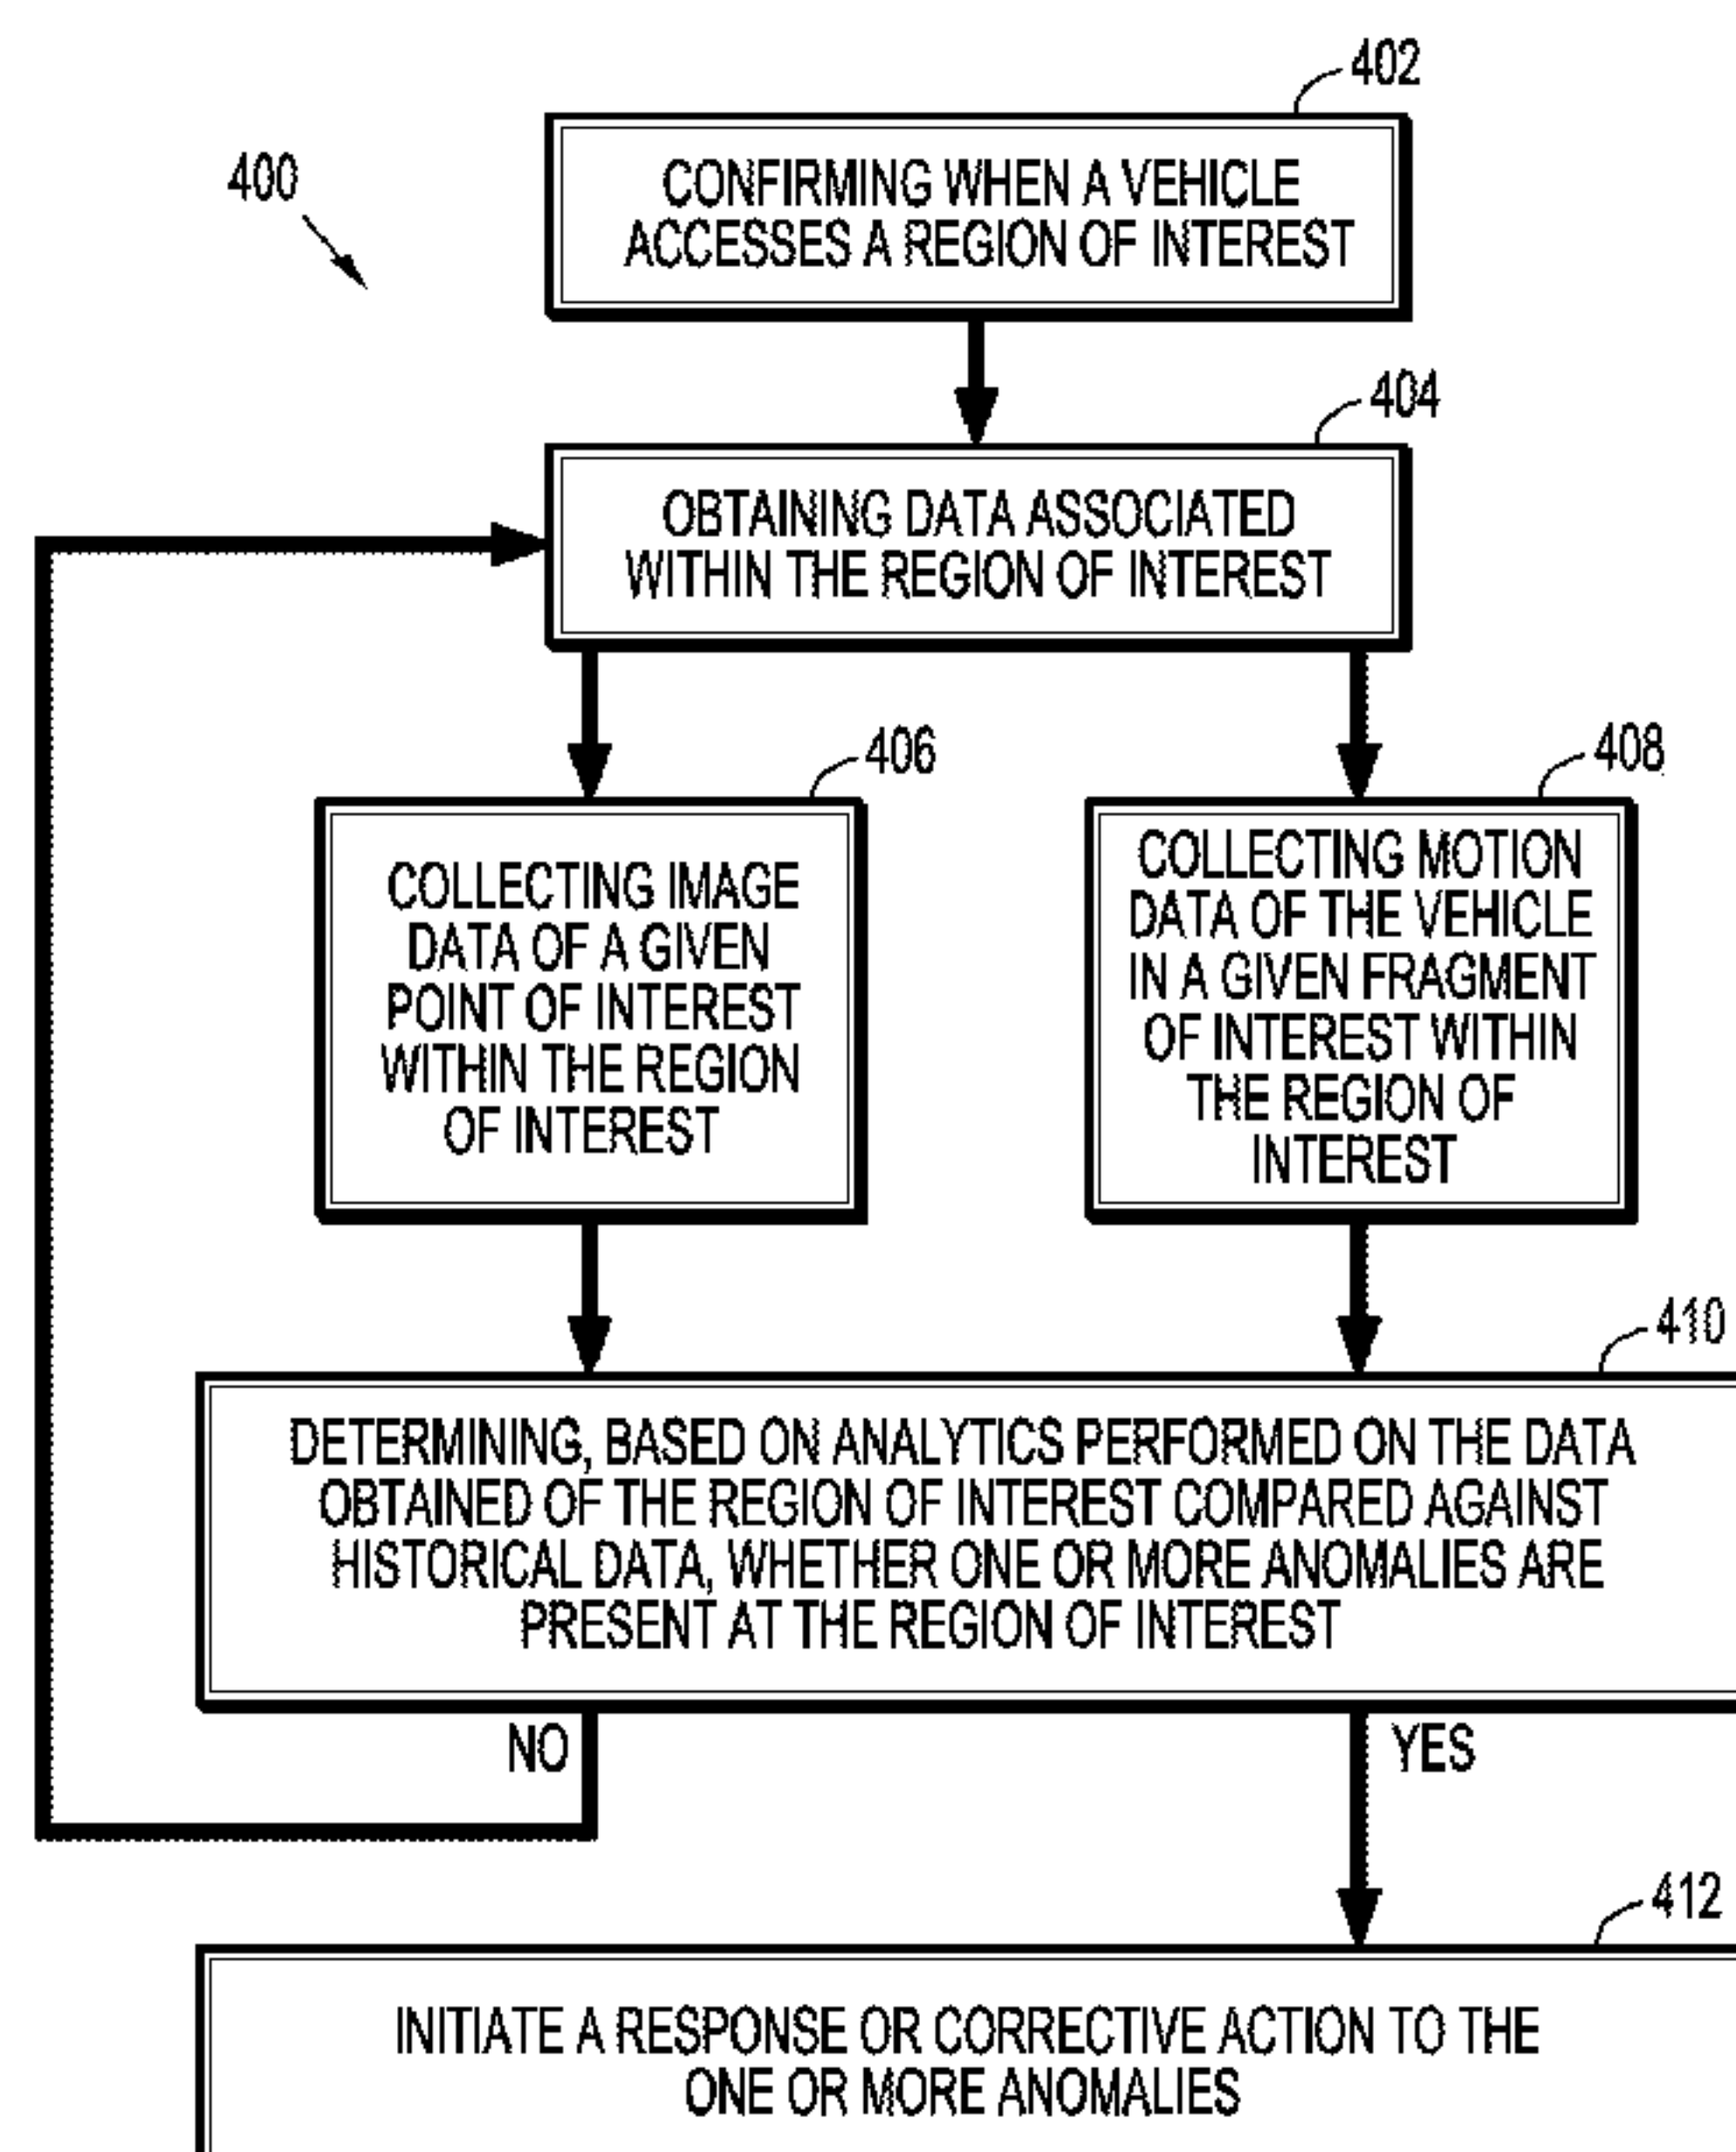 402
400
CONFIRMING WHEN A VEHICLE
ACCESSES A REGION OF INTEREST
404
OBTAINING DATA ASSOCIATED
WITHIN THE REGION OF INTEREST
406
408
COLLECTING IMAGE
DATA OF A GIVEN
POINT OF INTEREST
WITHIN THE REGION
OF INTEREST
COLLECTING MOTION
DATA OF THE VEHICLE
IN A GIVEN FRAGMENT
OF INTEREST WITHIN
THE REGION OF
INTEREST
410
DETERMINING, BASED ON ANALYTICS PERFORMED ON THE DATA
OBTAINED OF THE REGION OF INTEREST COMPARED AGAINST
HISTORICAL DATA, WHETHER ONE OR MORE ANOMALIES ARE
PRESENT AT THE REGION OF INTEREST
NO
YES
412
INITIATE A RESPONSE OR CORRECTIVE ACTION TO THE
ONE OR MORE ANOMALIES